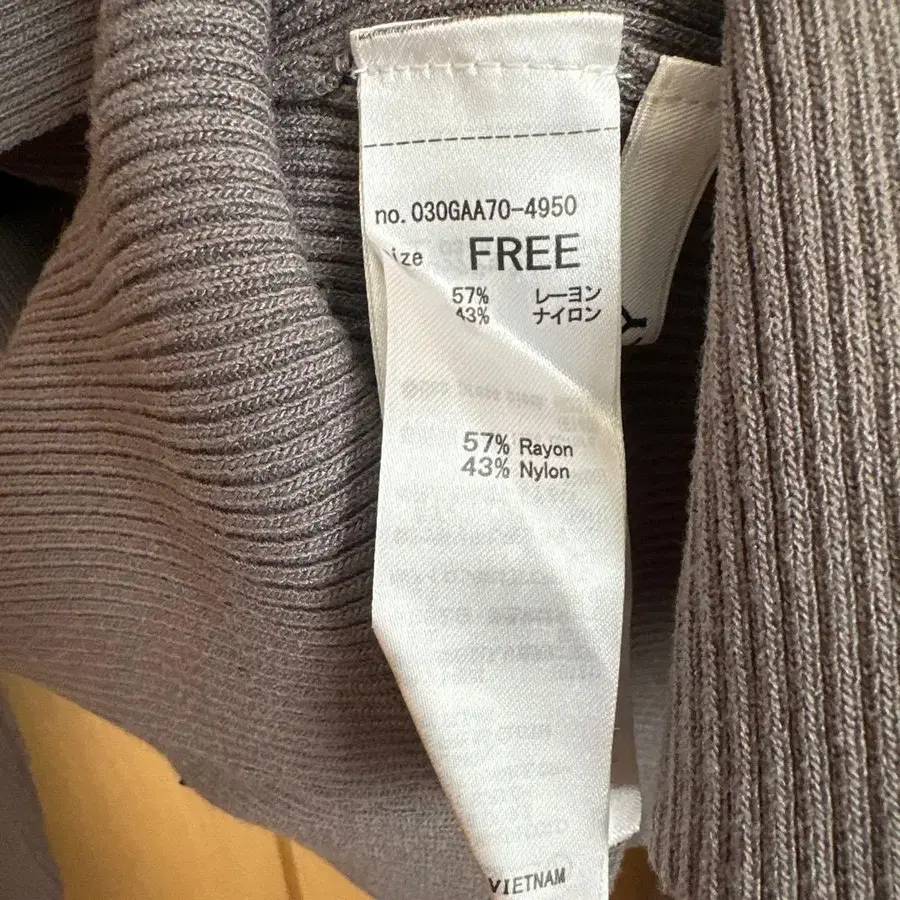 no. 030GAA70-4950
size FREE
57% レーヨン
43% ナイロン
57% Rayon
43% Nylon
VIETNAM
Y